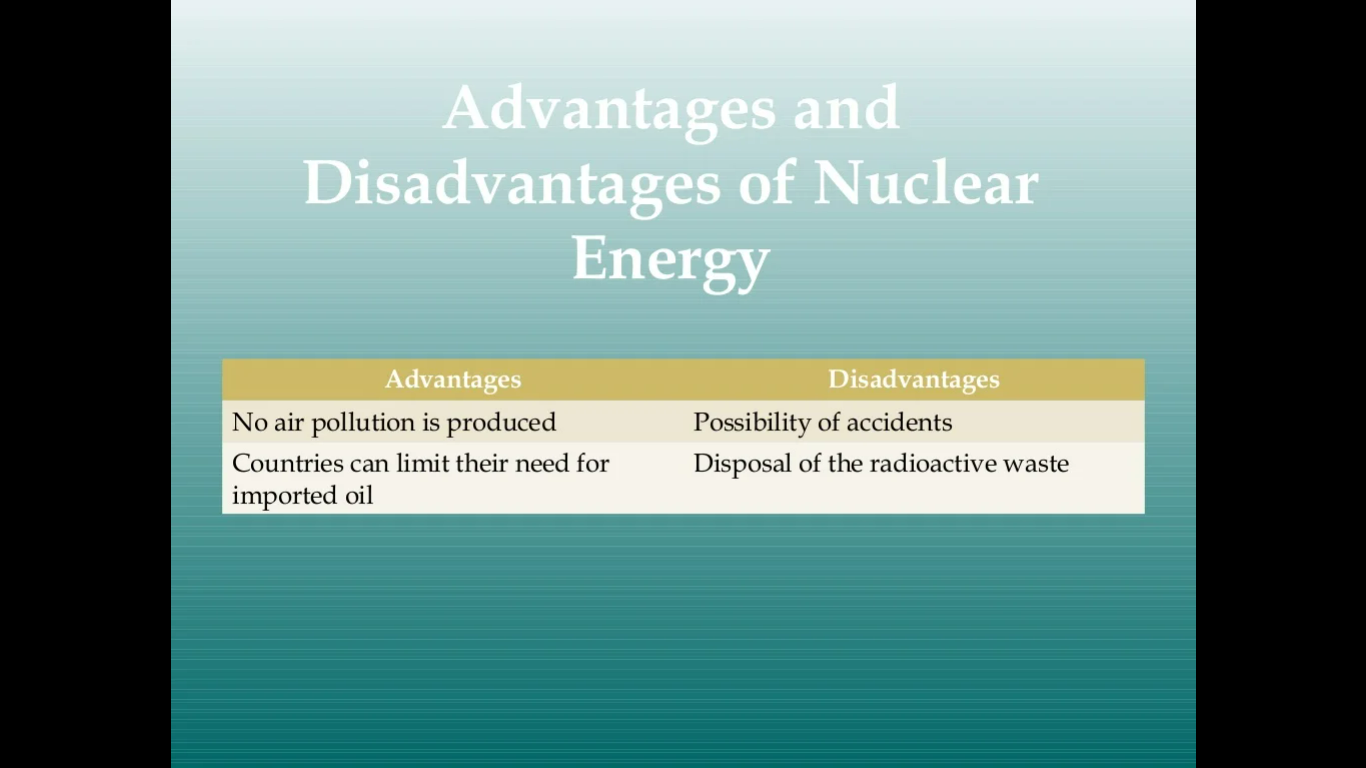 Advantages and
Disadvantages of Nuclear
Energy
Advantages Disadvantages
No air pollution is produced Possibility of accidents
Countries can limit their need for Disposal of the radioactive waste
imported oil